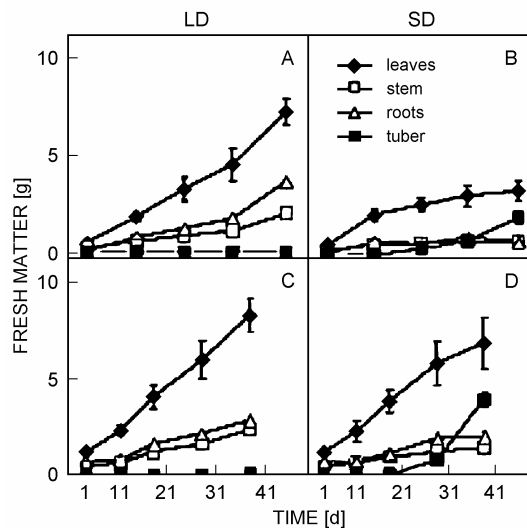 LD SD
A B
10
leaves
stem
roots
tuber
5
0
FRESH MATTER [g]
C D
10
5
0
1 11 21 31 41 1 11 21 31 41
TIME [d]